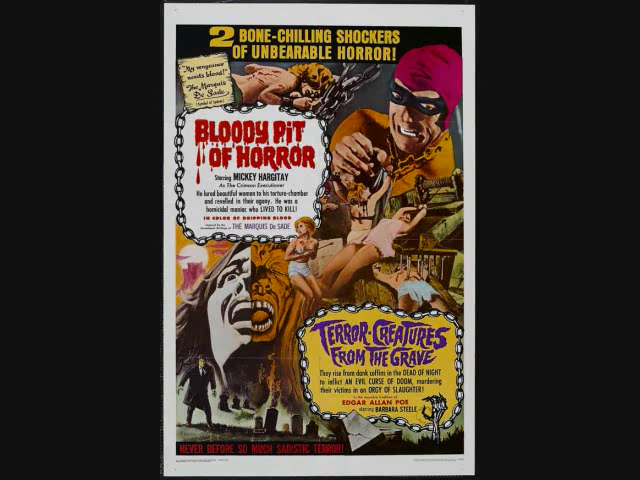 2 BONE-CHILLING SHOCKERS
OF UNBEARABLE HORROR!
"My vengeance
needs blood!"
The Marquis
De Sade
BLOODY PIT
OF HORROR
Starring MICKEY HARGITAY
As The Crimson Executioner
He lured beautiful women to his torture-chamber
and revelled in their agony. He was a
homicidal maniac who LIVED TO KILL!
IN COLOR OF DRIPPING BLOOD
THE MARQUIS DE SADE
TERROR-CREATURES
FROM THE GRAVE
They rise from dank coffins in the DEAD OF NIGHT
to inflict AN EVIL CURSE OF DOOM, murdering
their victims in an ORGY OF SLAUGHTER!
EDGAR ALLAN POE
starring BARBARA STEELE
NEVER BEFORE SO MUCH SADISTIC TERROR!